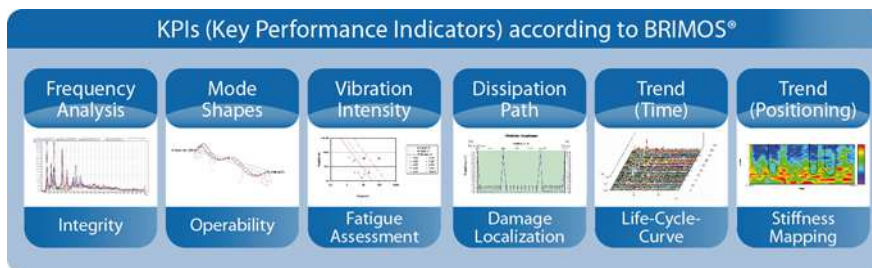 KPIs (Key Performance Indicators) according to BRIMOS®
Frequency
Analysis
Mode
Shapes
Vibration
Intensity
Dissipation
Path
Trend
(Time)
Trend
(Positioning)
Integrity
Operability
Fatigue
Assessment
Damage
Localization
Life-Cycle-
Curve
Stiffness
Mapping